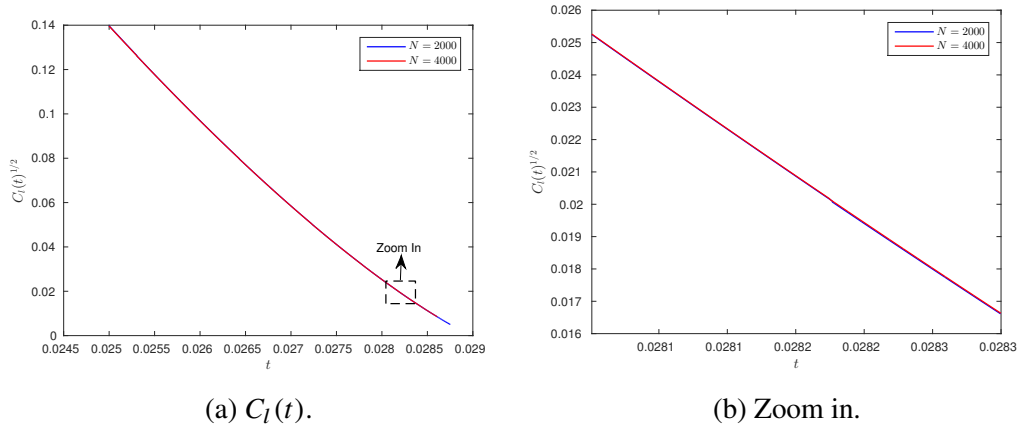 0.14
0.12
0.1
0.08
0.06
0.04
0.02
0
C_l(t)^{1/2}
N = 2000
N = 4000
Zoom In
0.0245 0.025 0.0255 0.026 0.0265 0.027 0.0275 0.028 0.0285 0.029
t
(a) C_l(t).
0.026
0.025
0.024
0.023
0.022
0.021
0.02
0.019
0.018
0.017
0.016
C_l(t)^{1/2}
N = 2000
N = 4000
0.0281 0.0281 0.0282 0.0282 0.0283 0.0283
t
(b) Zoom in.